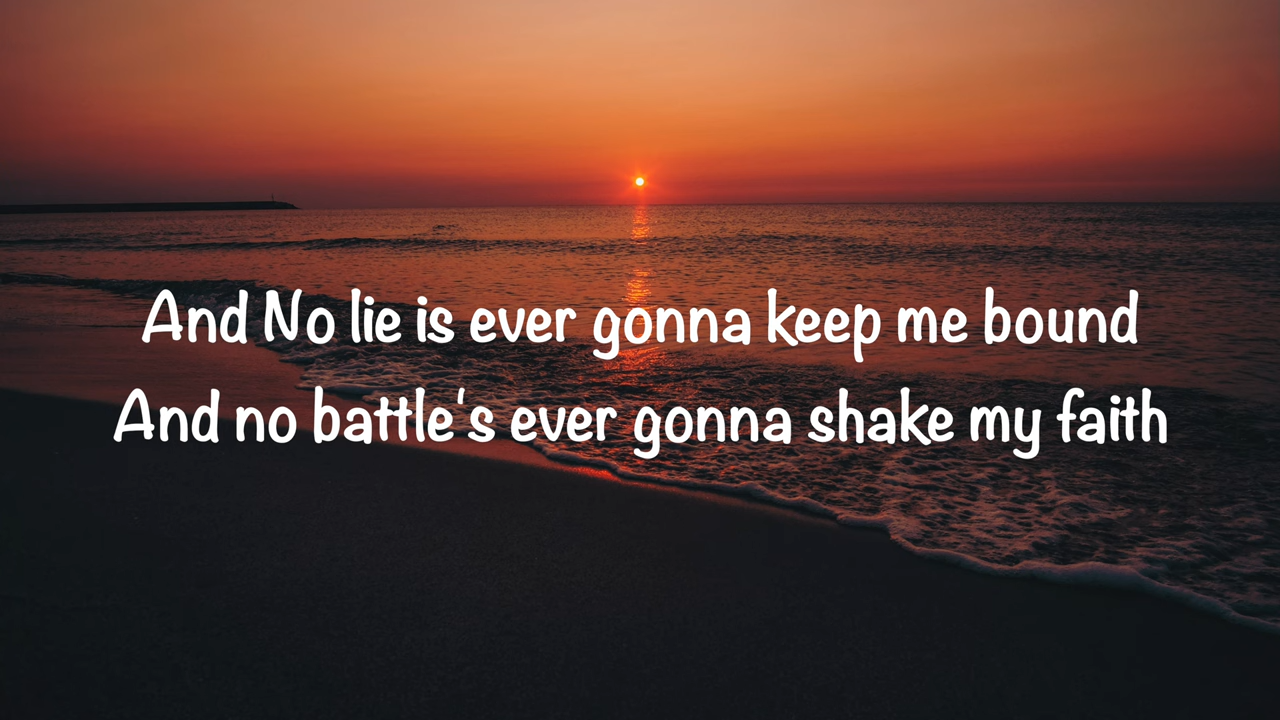 And No lie is ever gonna keep me bound
And no battle's ever gonna shake my faith